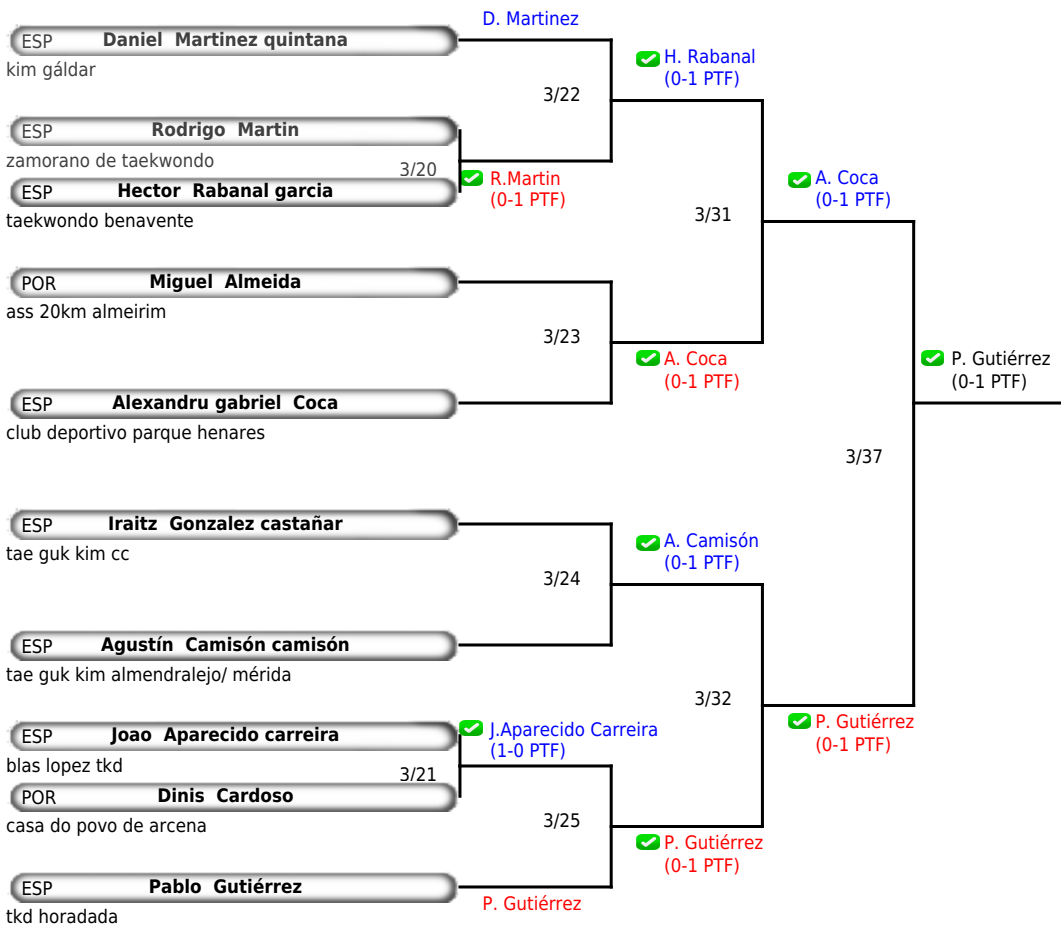 D. Martinez
ESP Daniel Martinez quintana
kim gáldar
H. Rabanal
(0-1 PTF)
3/22
ESP Rodrigo Martin
zamorano de taekwondo
3/20
R.Martin
(0-1 PTF)
ESP Hector Rabanal garcia
taekwondo benavente
A. Coca
(0-1 PTF)
3/31
POR Miguel Almeida
ass 20km almeirim
3/23
A. Coca
(0-1 PTF)
P. Gutiérrez
(0-1 PTF)
ESP Alexandru gabriel Coca
club deportivo parque henares
3/37
ESP Iraitz Gonzalez castañar
tae guk kim cc
A. Camisón
(0-1 PTF)
3/24
ESP Agustín Camisón camisón
tae guk kim almendralejo/ mérida
3/32
P. Gutiérrez
(0-1 PTF)
ESP Joao Aparecido carreira
J.Aparecido Carreira
(1-0 PTF)
blas lopez tkd
3/21
POR Dinis Cardoso
casa do povo de arcena
3/25
P. Gutiérrez
(0-1 PTF)
ESP Pablo Gutiérrez
P. Gutiérrez
tkd horadada